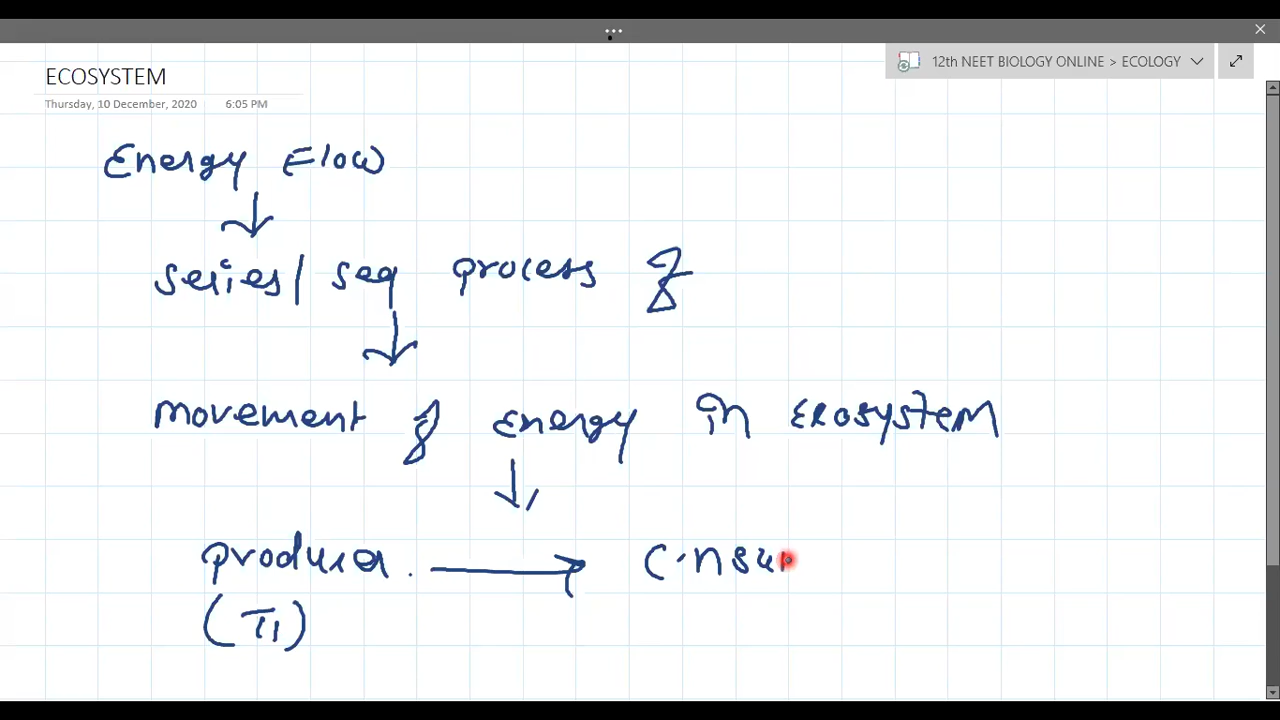 ECOSYSTEM
12th NEET BIOLOGY ONLINE > ECOLOGY
Thursday, 10 December, 2020 6:05 PM
Energy Flow
series/ seq process of
movement of energy in Ecosystem
producer. → Consu
(T1)